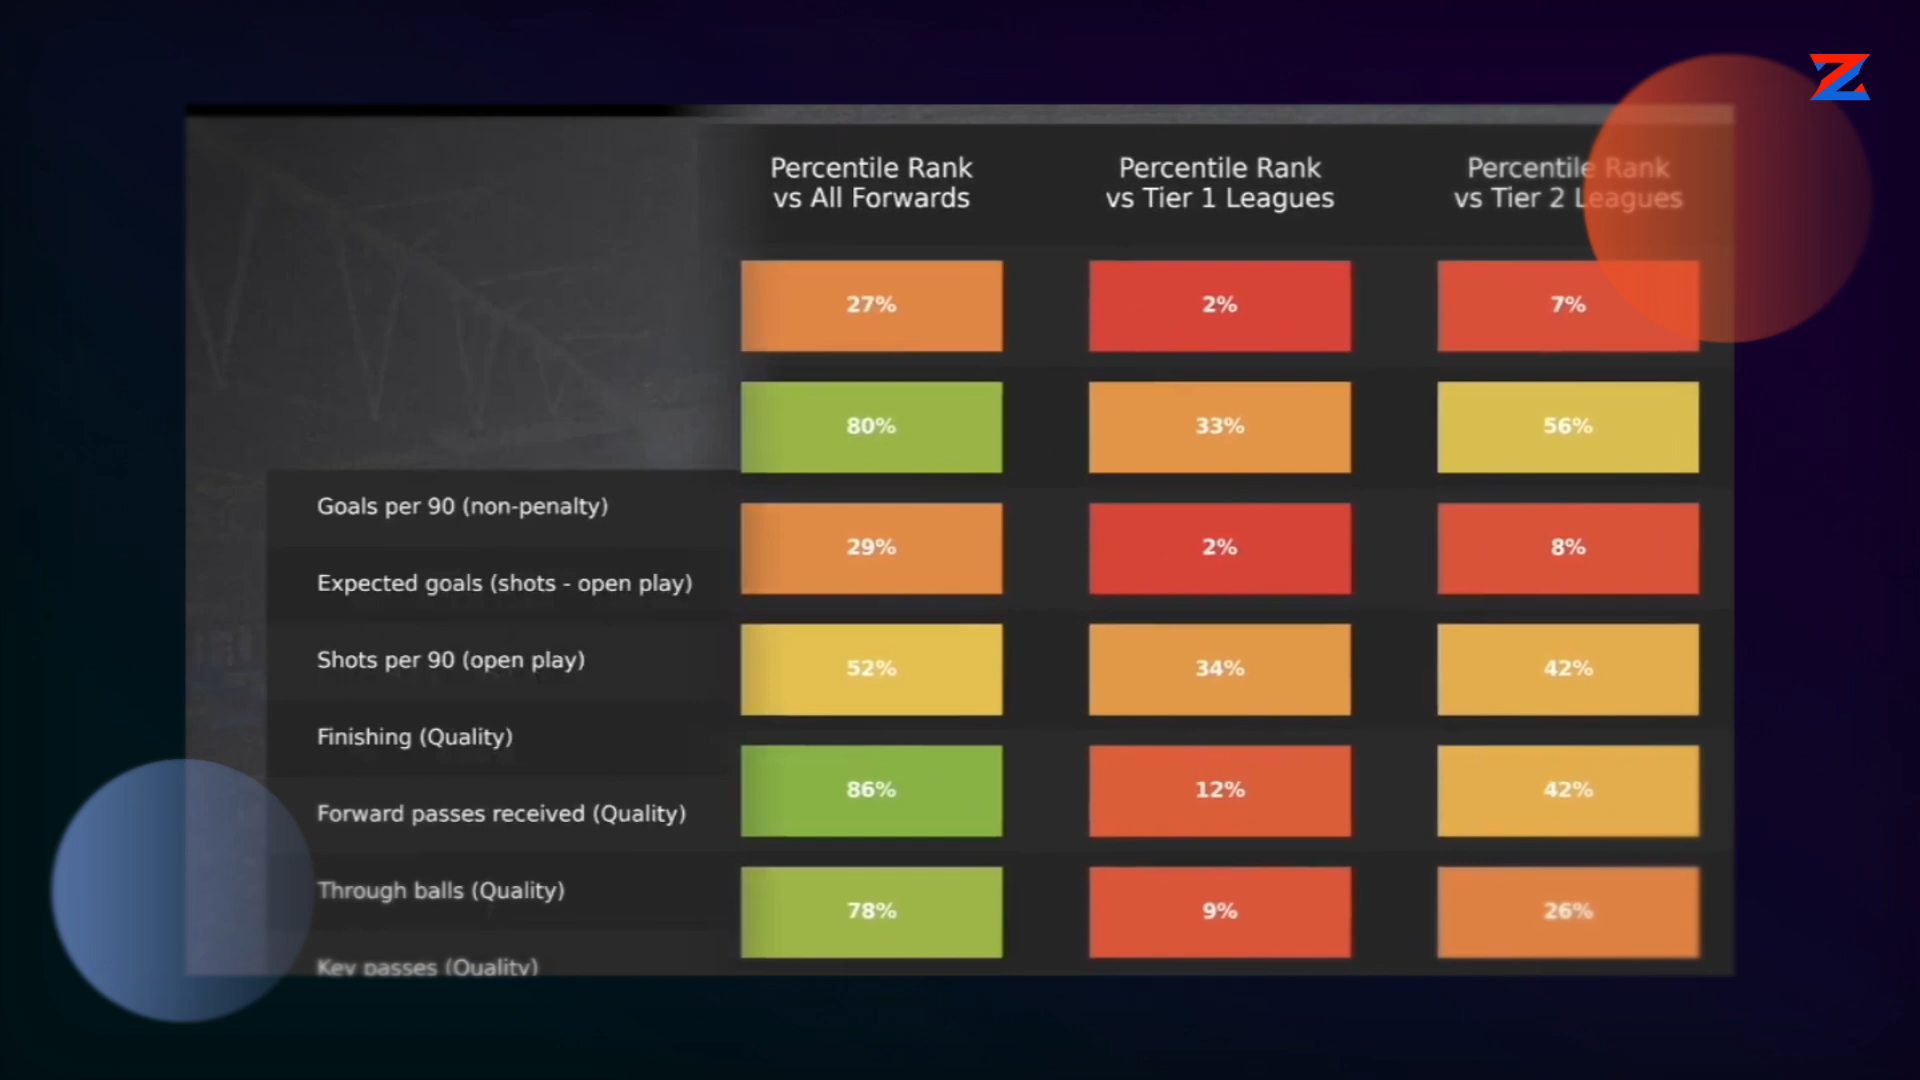 Percentile Rank
vs All Forwards
Percentile Rank
vs Tier 1 Leagues
Percentile Rank
vs Tier 2 Leagues
27%
2%
7%
80%
33%
56%
Goals per 90 (non-penalty)
29%
2%
8%
Expected goals (shots - open play)
Shots per 90 (open play)
52%
34%
42%
Finishing (Quality)
86%
12%
42%
Forward passes received (Quality)
Through balls (Quality)
78%
9%
26%
Key passes (Quality)